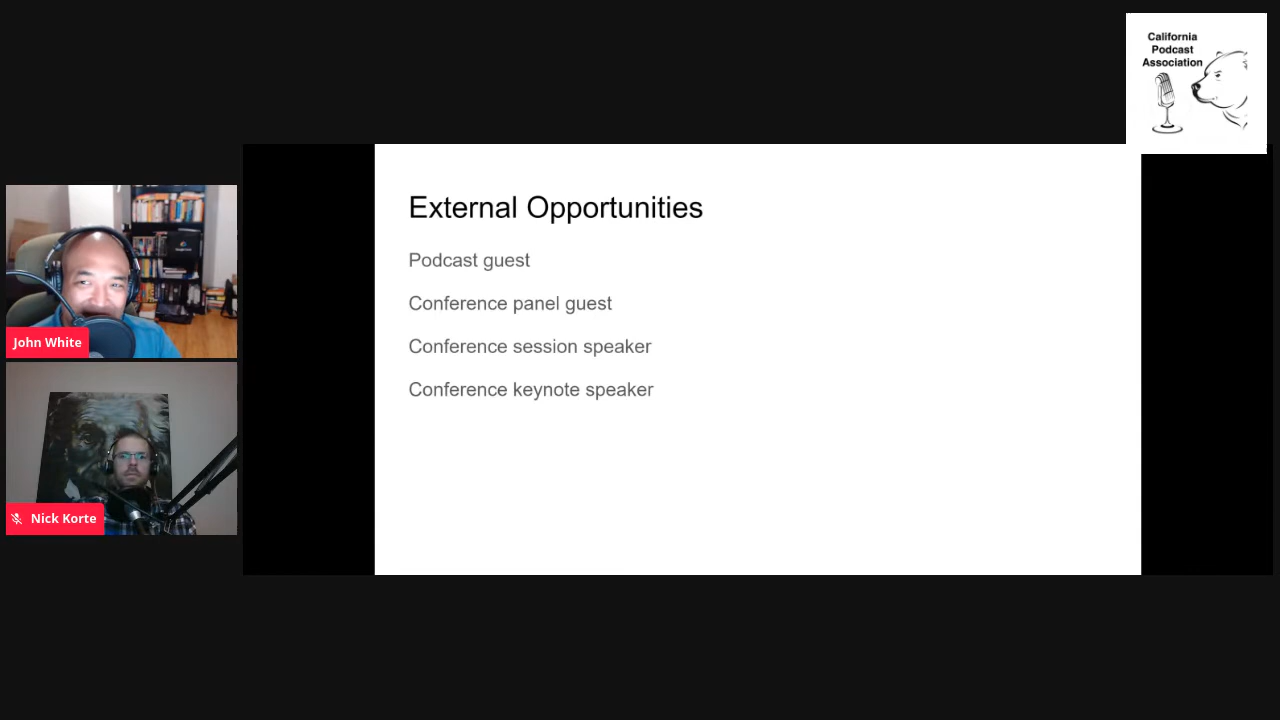 California
Podcast
Association
External Opportunities
Podcast guest
Conference panel guest
Conference session speaker
Conference keynote speaker
John White
Nick Korte